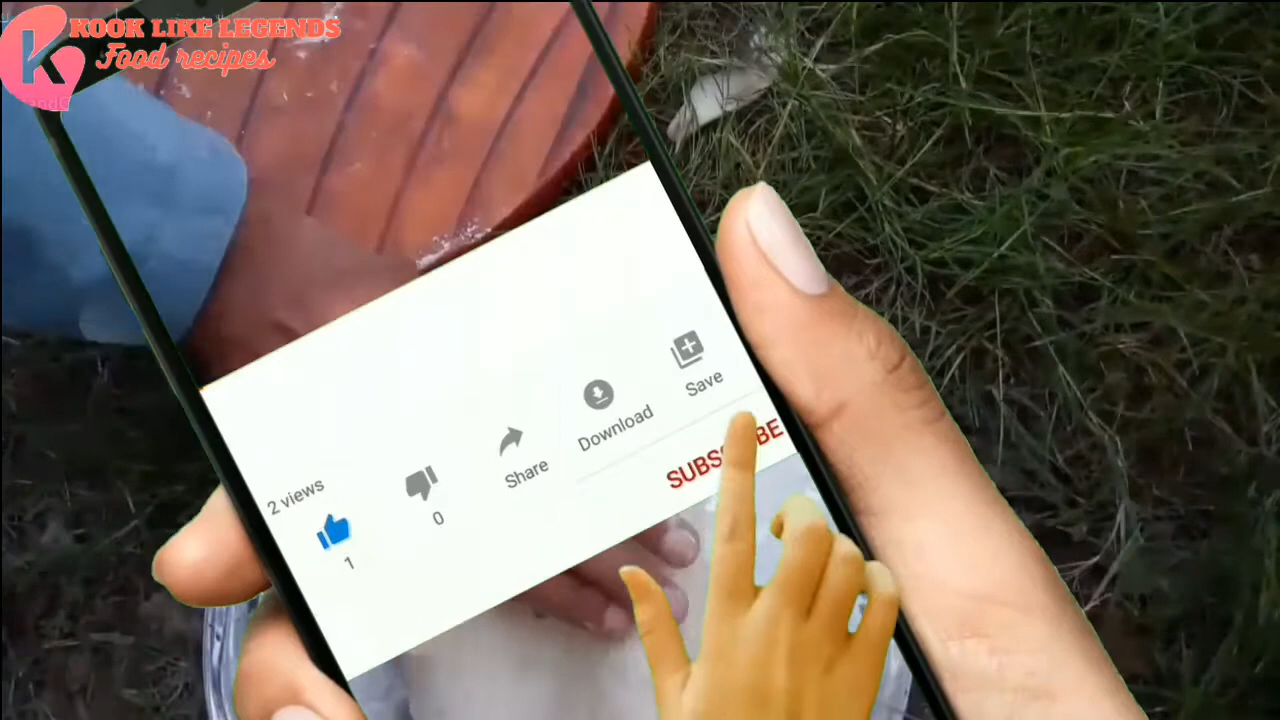 KOOK LIKE LEGENDS
Food recipes
K
2 views
1
0
Share
Download
Save